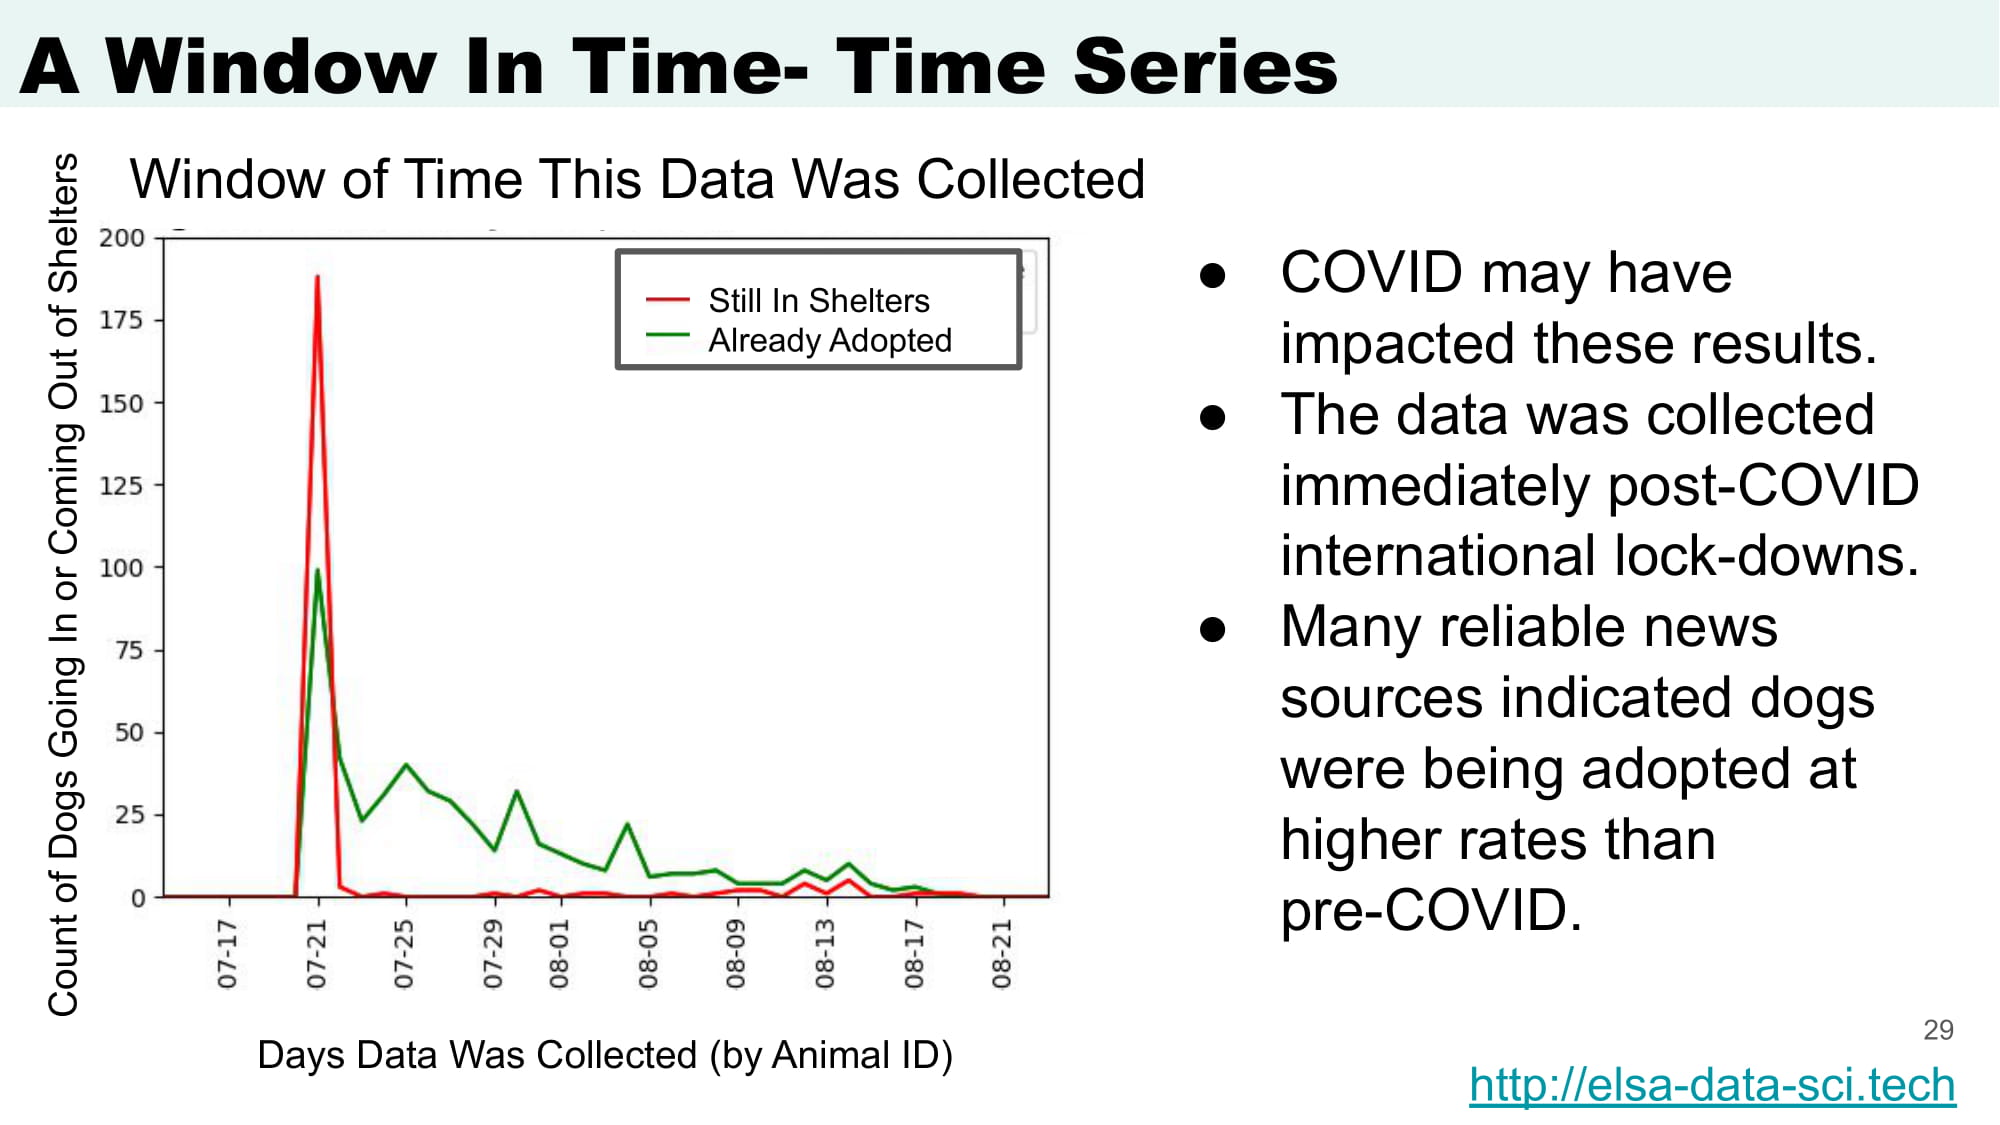 A Window In Time- Time Series
Window of Time This Data Was Collected
Count of Dogs Going In or Coming Out of Shelters
200
175
150
125
100
75
50
25
0
Still In Shelters
Already Adopted
07-17
07-21
07-25
07-29
08-01
08-05
08-09
08-13
08-17
08-21
Days Data Was Collected (by Animal ID)
● COVID may have
impacted these results.
● The data was collected
immediately post-COVID
international lock-downs.
● Many reliable news
sources indicated dogs
were being adopted at
higher rates than
pre-COVID.
29
http://elsa-data-sci.tech